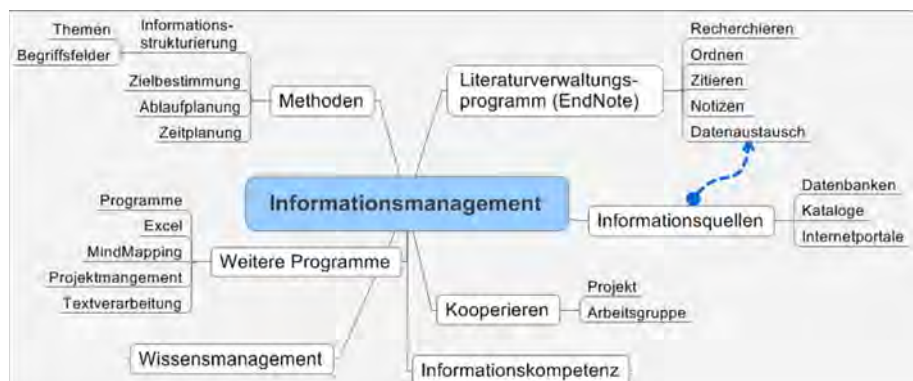 Themen
Begriffsfelder
Informations-
strukturierung
Zielbestimmung
Ablaufplanung
Zeitplanung
Methoden
Literaturverwaltungs-
programm (EndNote)
Recherchieren
Ordnen
Zitieren
Notizen
Datenaustausch
Informationsmanagement
Informationsquellen
Datenbanken
Kataloge
Internetportale
Programme
Excel
MindMapping
Projektmangement
Textverarbeitung
Weitere Programme
Kooperieren
Projekt
Arbeitsgruppe
Wissensmanagement
Informationskompetenz